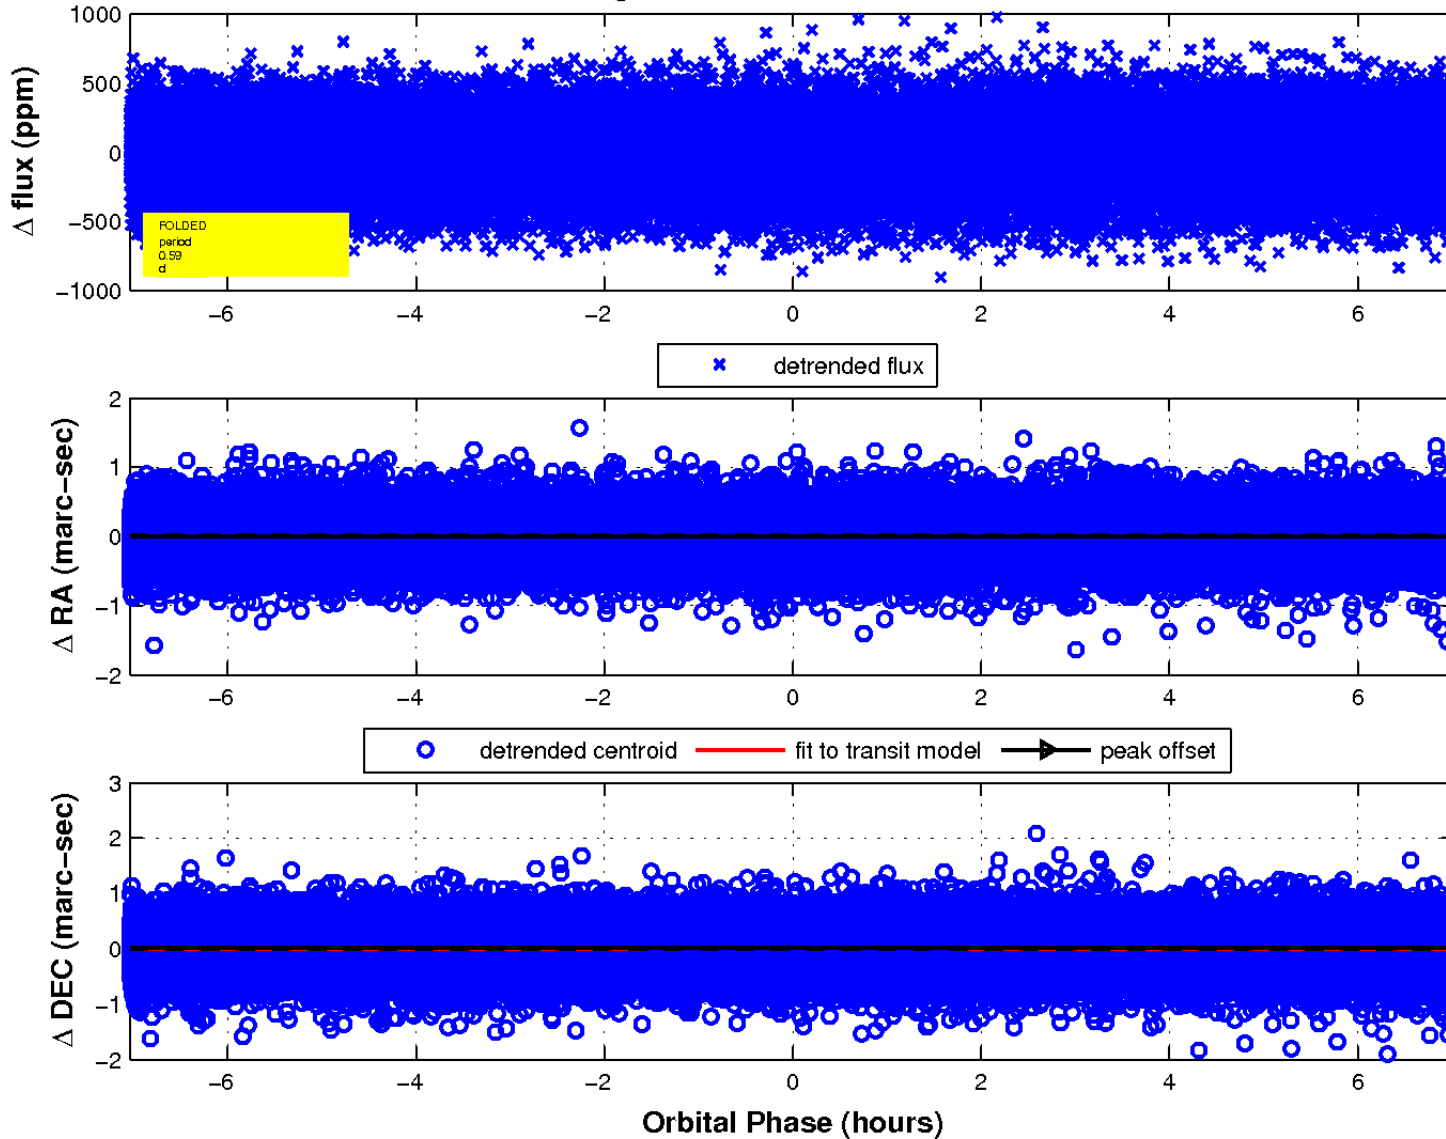 1000
500
0
−500
−1000
Δ flux (ppm)
FOLDED
period
0.59
d
−6 −4 −2 0 2 4 6
detrended flux
2
1
0
−1
−2
Δ RA (marc−sec)
−6 −4 −2 0 2 4 6
detrended centroid fit to transit model peak offset
3
2
1
0
−1
−2
Δ DEC (marc−sec)
−6 −4 −2 0 2 4 6
Orbital Phase (hours)